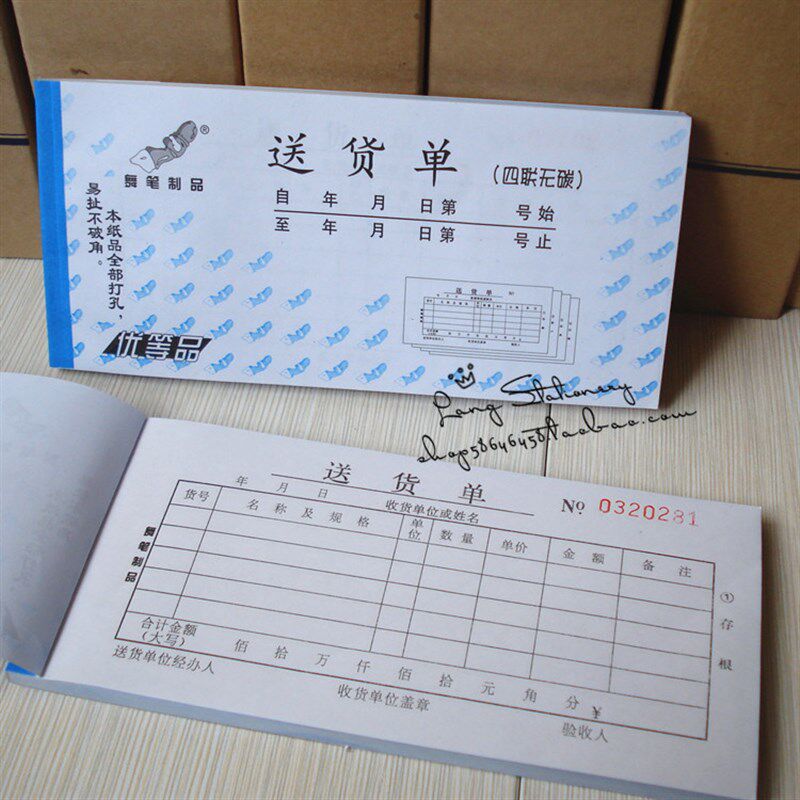 送货单 (四联无碳)
舞笔制品
®
自 年 月 日第 号始
至 年 月 日第 号止
本纸品全部打孔，
易扯不破角。
优等品
送货单
Long Stationery
shop58646458.taobao.com
送货单
年 月 日 收货单位或姓名 № 0320281
货号 名称及规格 单位 数量 单价 金额 备注
舞笔制品
①存根
合计金额(大写) 佰 拾 万 仟 佰 拾 元 角 分 ¥
送货单位经办人 收货单位盖章 验收人